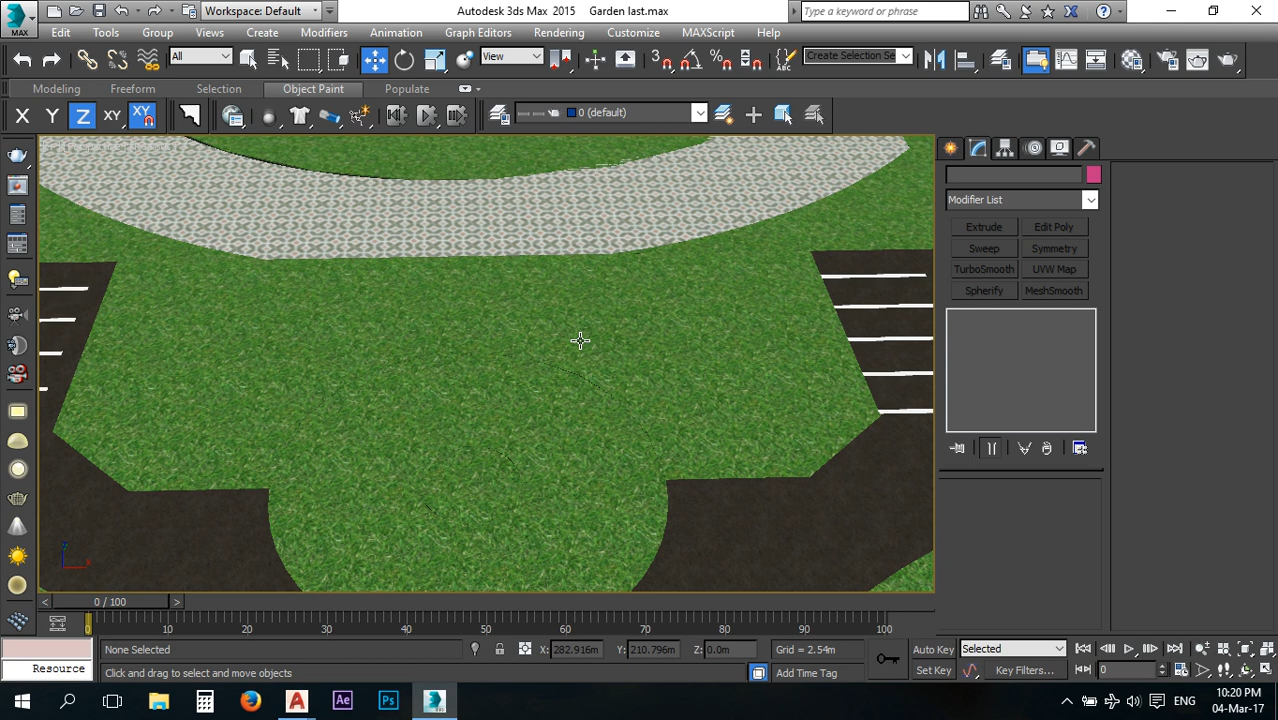 Workspace: Default
Autodesk 3ds Max 2015 Garden last.max
Type a keyword or phrase
MAX
Edit Tools Group Views Create Modifiers Animation Graph Editors Rendering Customize MAXScript Help
All
View
Create Selection Se
Modeling Freeform Selection Object Paint Populate
X Y Z XY XY
0 (default)
Modifier List
Extrude Edit Poly
Sweep Symmetry
TurboSmooth UVW Map
Spherify MeshSmooth
0 / 100
0 10 20 30 40 50 60 70 80 90 100
None Selected
X: 282.916m Y: 210.796m Z: 0.0m
Grid = 2.54m
Auto Key
Selected
Resource
Click and drag to select and move objects
Add Time Tag
Set Key
Key Filters...
0
Ae
Ps
ENG
10:20 PM
04-Mar-17